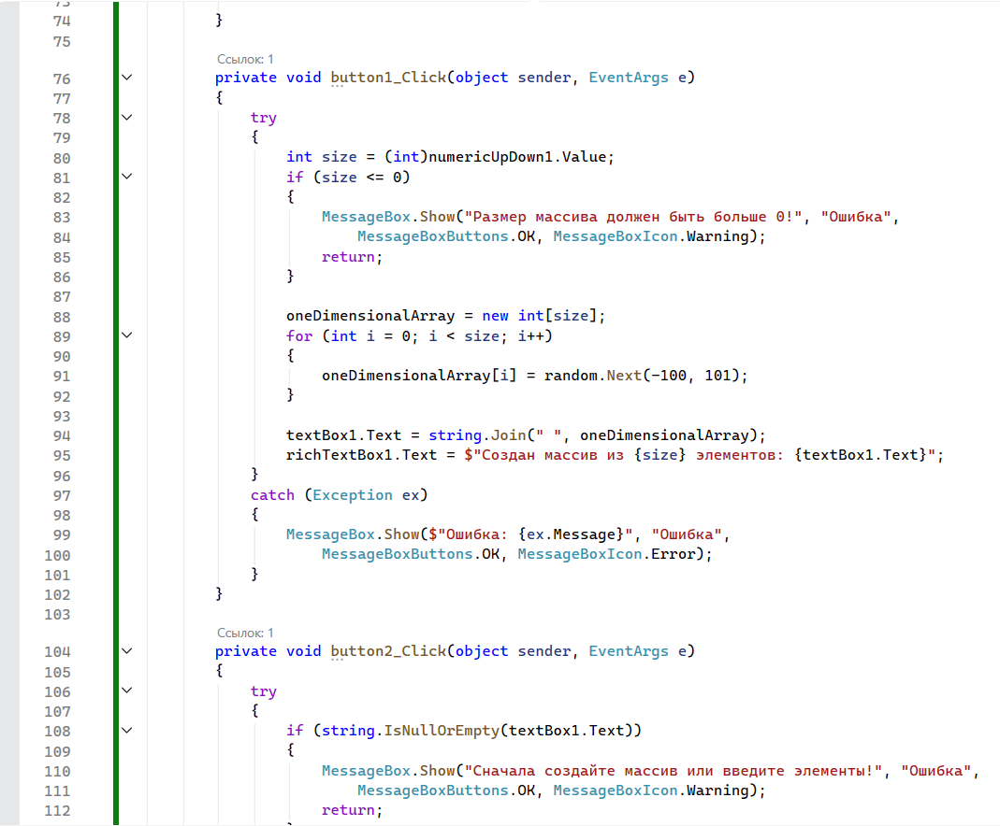 74 }
75
Ссылок: 1
76 private void button1_Click(object sender, EventArgs e)
77 {
78 try
79 {
80 int size = (int)numericUpDown1.Value;
81 if (size <= 0)
82 {
83 MessageBox.Show("Размер массива должен быть больше 0!", "Ошибка",
84 MessageBoxButtons.OK, MessageBoxIcon.Warning);
85 return;
86 }
87
88 oneDimensionalArray = new int[size];
89 for (int i = 0; i < size; i++)
90 {
91 oneDimensionalArray[i] = random.Next(-100, 101);
92 }
93
94 textBox1.Text = string.Join(" ", oneDimensionalArray);
95 richTextBox1.Text = $"Создан массив из {size} элементов: {textBox1.Text}";
96 }
97 catch (Exception ex)
98 {
99 MessageBox.Show($"Ошибка: {ex.Message}", "Ошибка",
100 MessageBoxButtons.OK, MessageBoxIcon.Error);
101 }
102 }
103
Ссылок: 1
104 private void button2_Click(object sender, EventArgs e)
105 {
106 try
107 {
108 if (string.IsNullOrEmpty(textBox1.Text))
109 {
110 MessageBox.Show("Сначала создайте массив или введите элементы!", "Ошибка",
111 MessageBoxButtons.OK, MessageBoxIcon.Warning);
112 return;